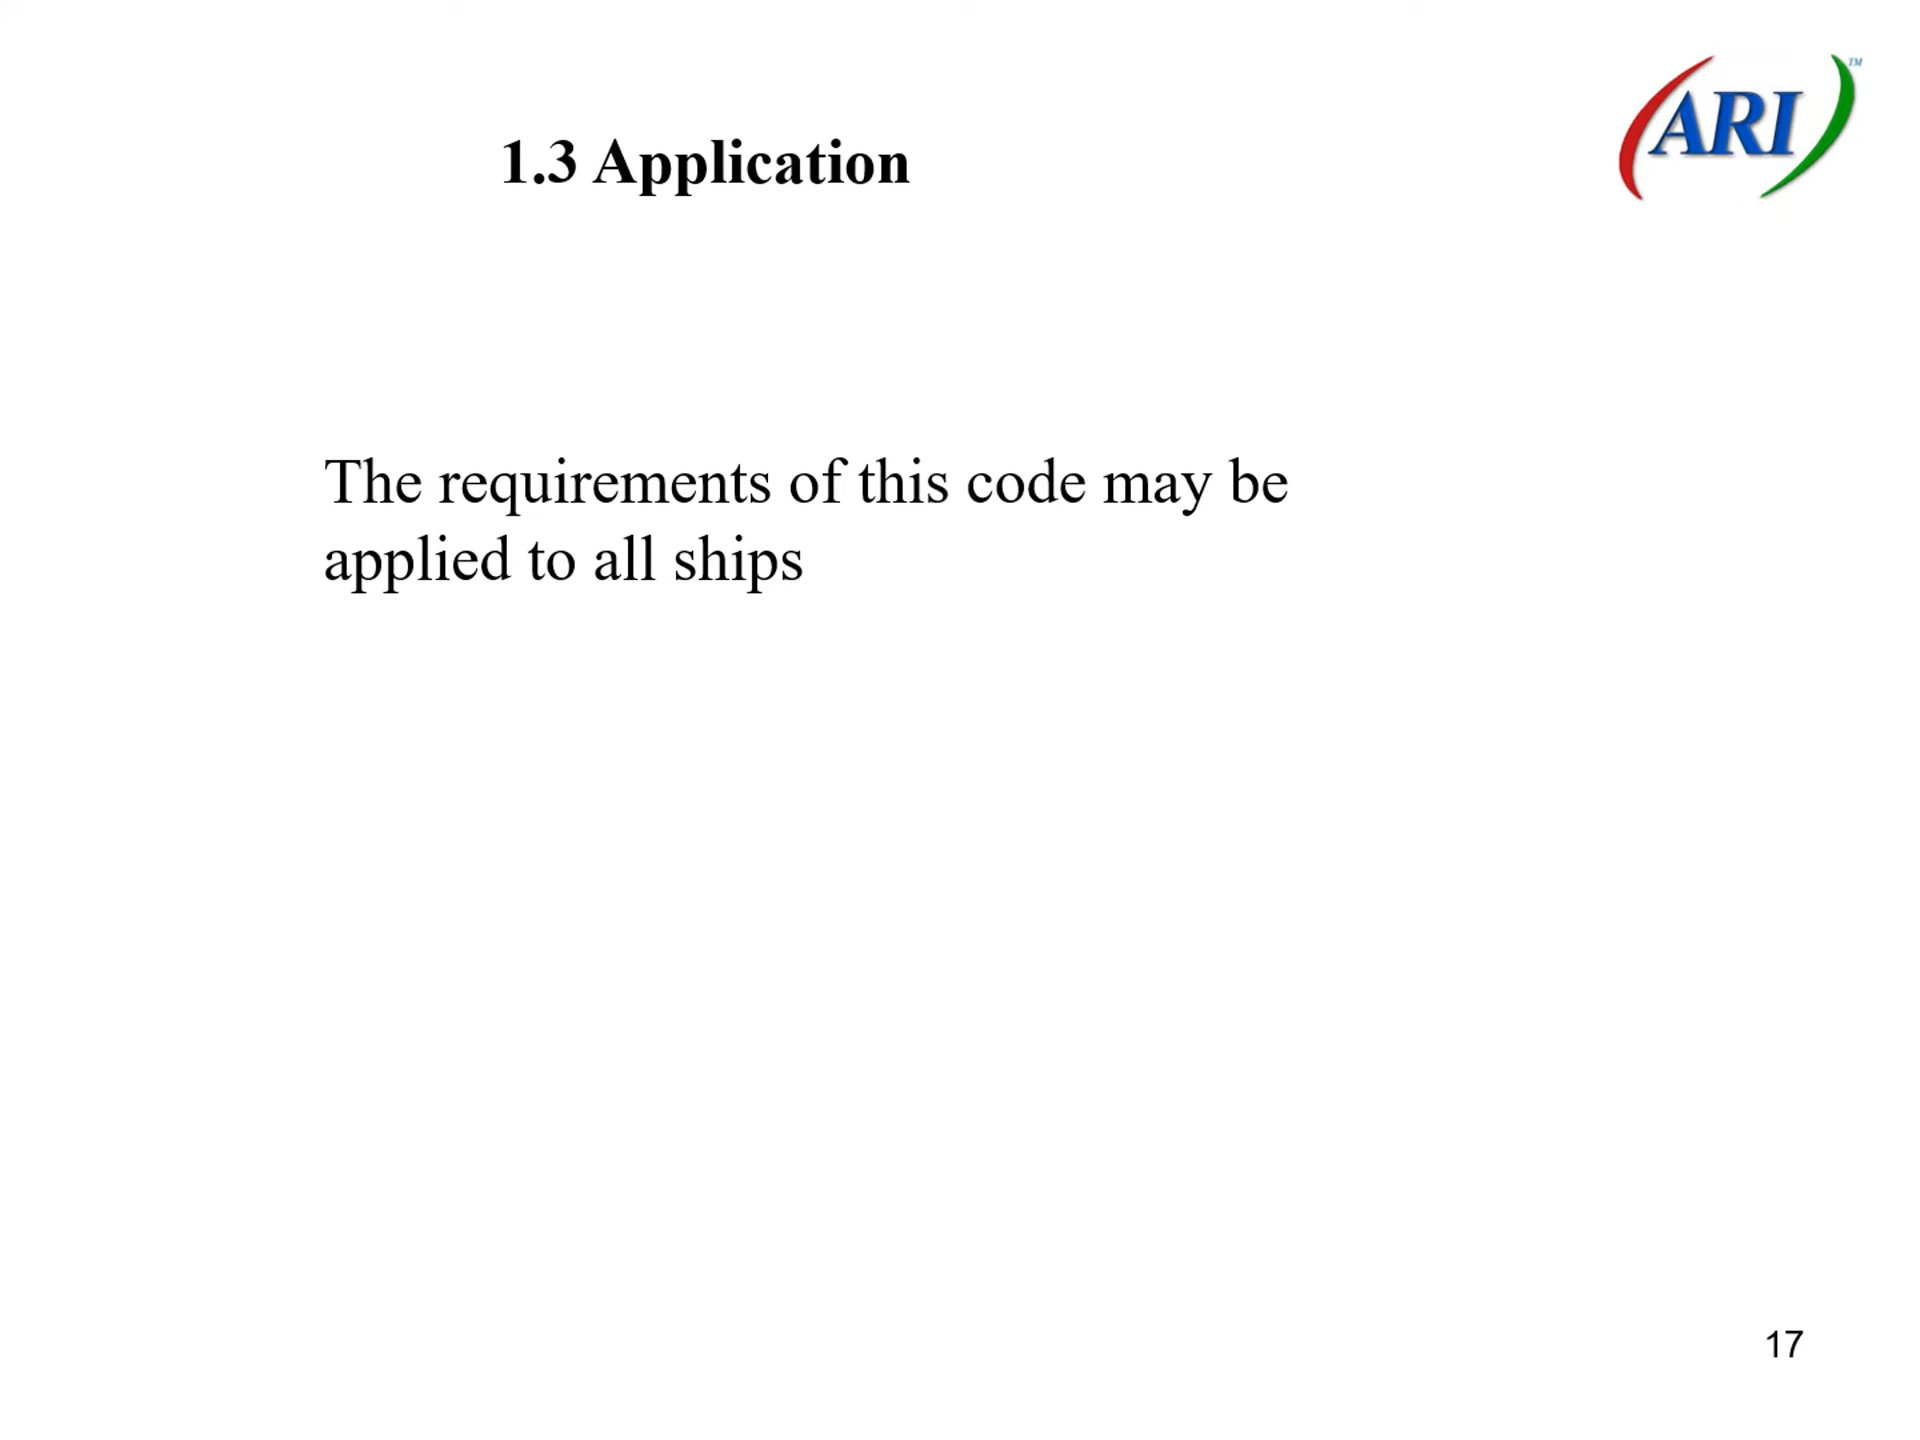 ARI™
1.3 Application
The requirements of this code may be
applied to all ships
17